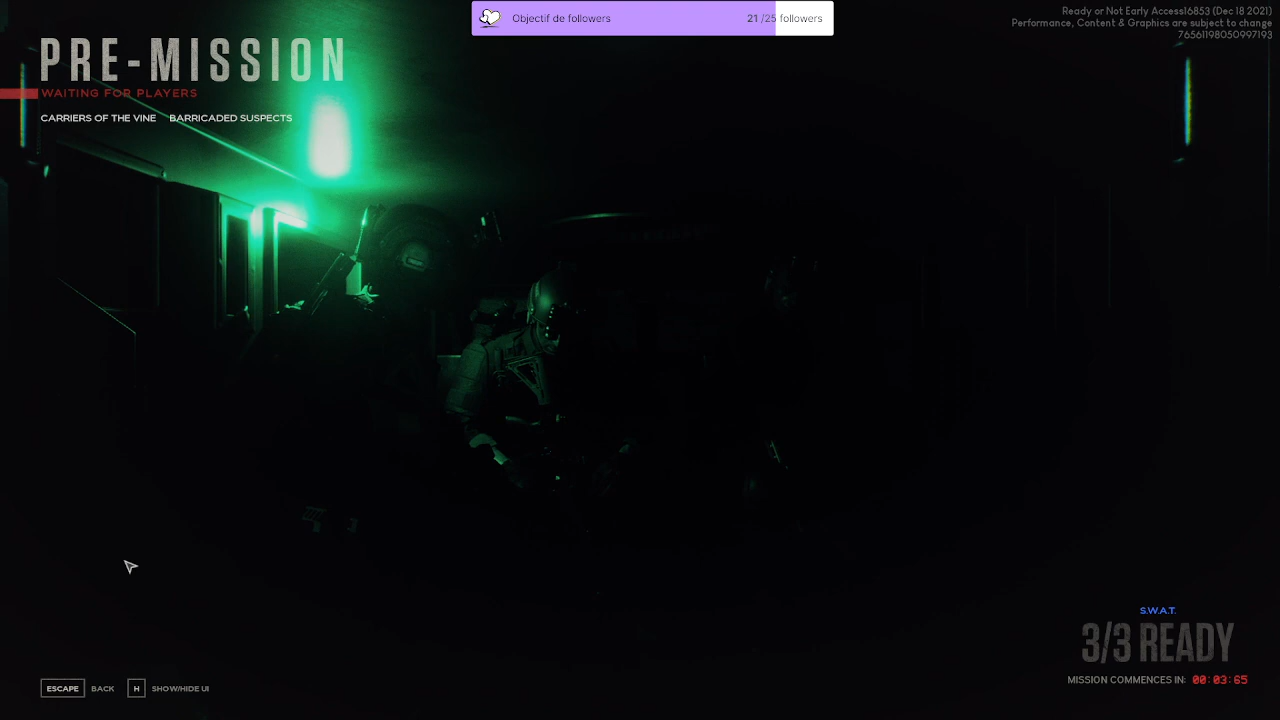 Objectif de followers 21 /25 followers
Ready or Not Early Access16853 (Dec 18 2021)
Performance, Content & Graphics are subject to change
76561198050997193
PRE-MISSION
WAITING FOR PLAYERS
CARRIERS OF THE VINE BARRICADED SUSPECTS
S.W.A.T.
3/3 READY
MISSION COMMENCES IN: 00:03:65
ESCAPE BACK H SHOW/HIDE UI